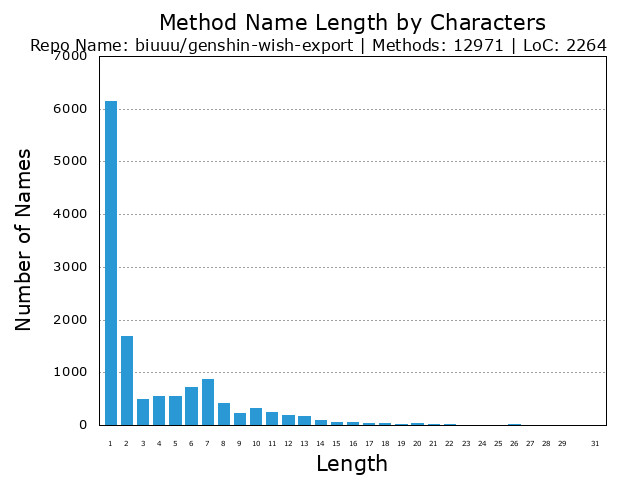 Method Name Length by Characters
Repo Name: biuuu/genshin-wish-export | Methods: 12971 | LoC: 2264
7000
6000
5000
4000
3000
2000
1000
0
Number of Names
1 2 3 4 5 6 7 8 9 10 11 12 13 14 15 16 17 18 19 20 21 22 23 24 25 26 27 28 29 31
Length